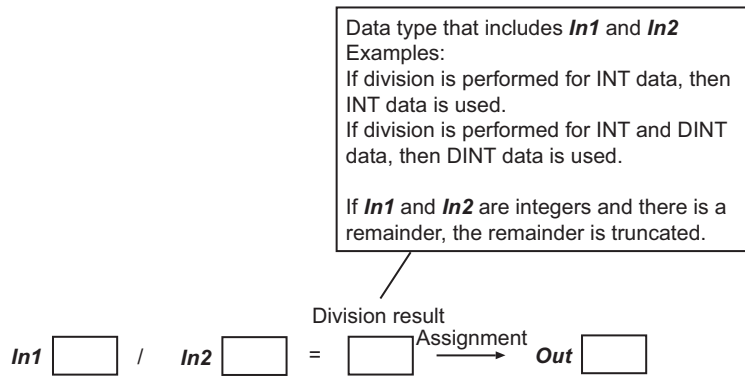 Data type that includes In1 and In2
Examples:
If division is performed for INT data, then
INT data is used.
If division is performed for INT and DINT
data, then DINT data is used.
If In1 and In2 are integers and there is a
remainder, the remainder is truncated.
Division result
In1 / In2 = Assignment Out